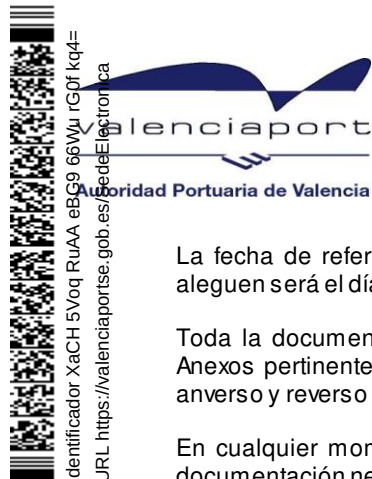 dentificador XaCH 5Voq RuAA eBG9 66Wu rG0f kq4=
URL https://valenciaportse.gob.es/SedeElectronica
valenciaport
Autoridad Portuaria de Valencia
La fecha de refer
aleguen será el día
Toda la documen
Anexos pertinente
anverso y reverso
En cualquier mon
documentación ne